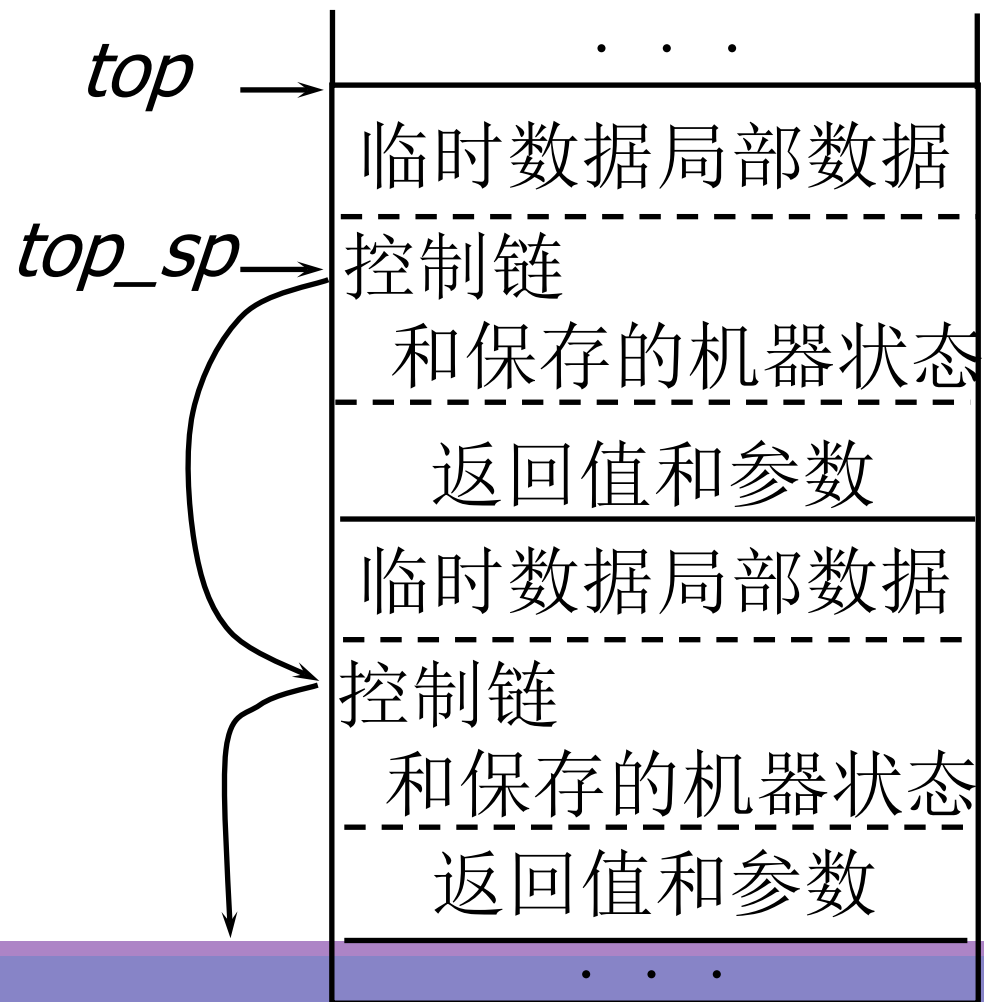 . . .
top
临时数据局部数据
top_sp
控制链
和保存的机器状态
返回值和参数
临时数据局部数据
控制链
和保存的机器状态
返回值和参数
. . .